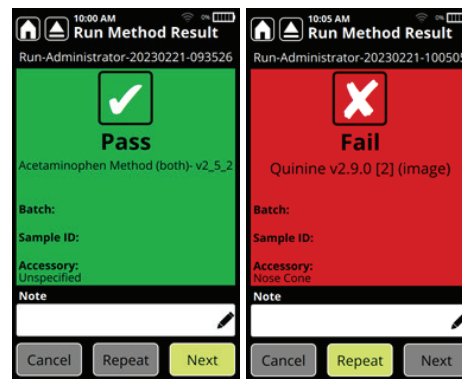 10:00 AM
Run Method
Result
Run-Administrator-20230221-093526
Pass
Acetaminophen Method (both)- v2_5_2
Batch:
Sample ID:
Accessory:
Unspecified
Note
Cancel
Repeat
Next
10:05 AM
Run Method
Result
Run-Administrator-20230221-100505
Fail
Quinine v2.9.0 [2] (image)
Batch:
Sample ID:
Accessory:
Nose Cone
Note
Cancel
Repeat
Next